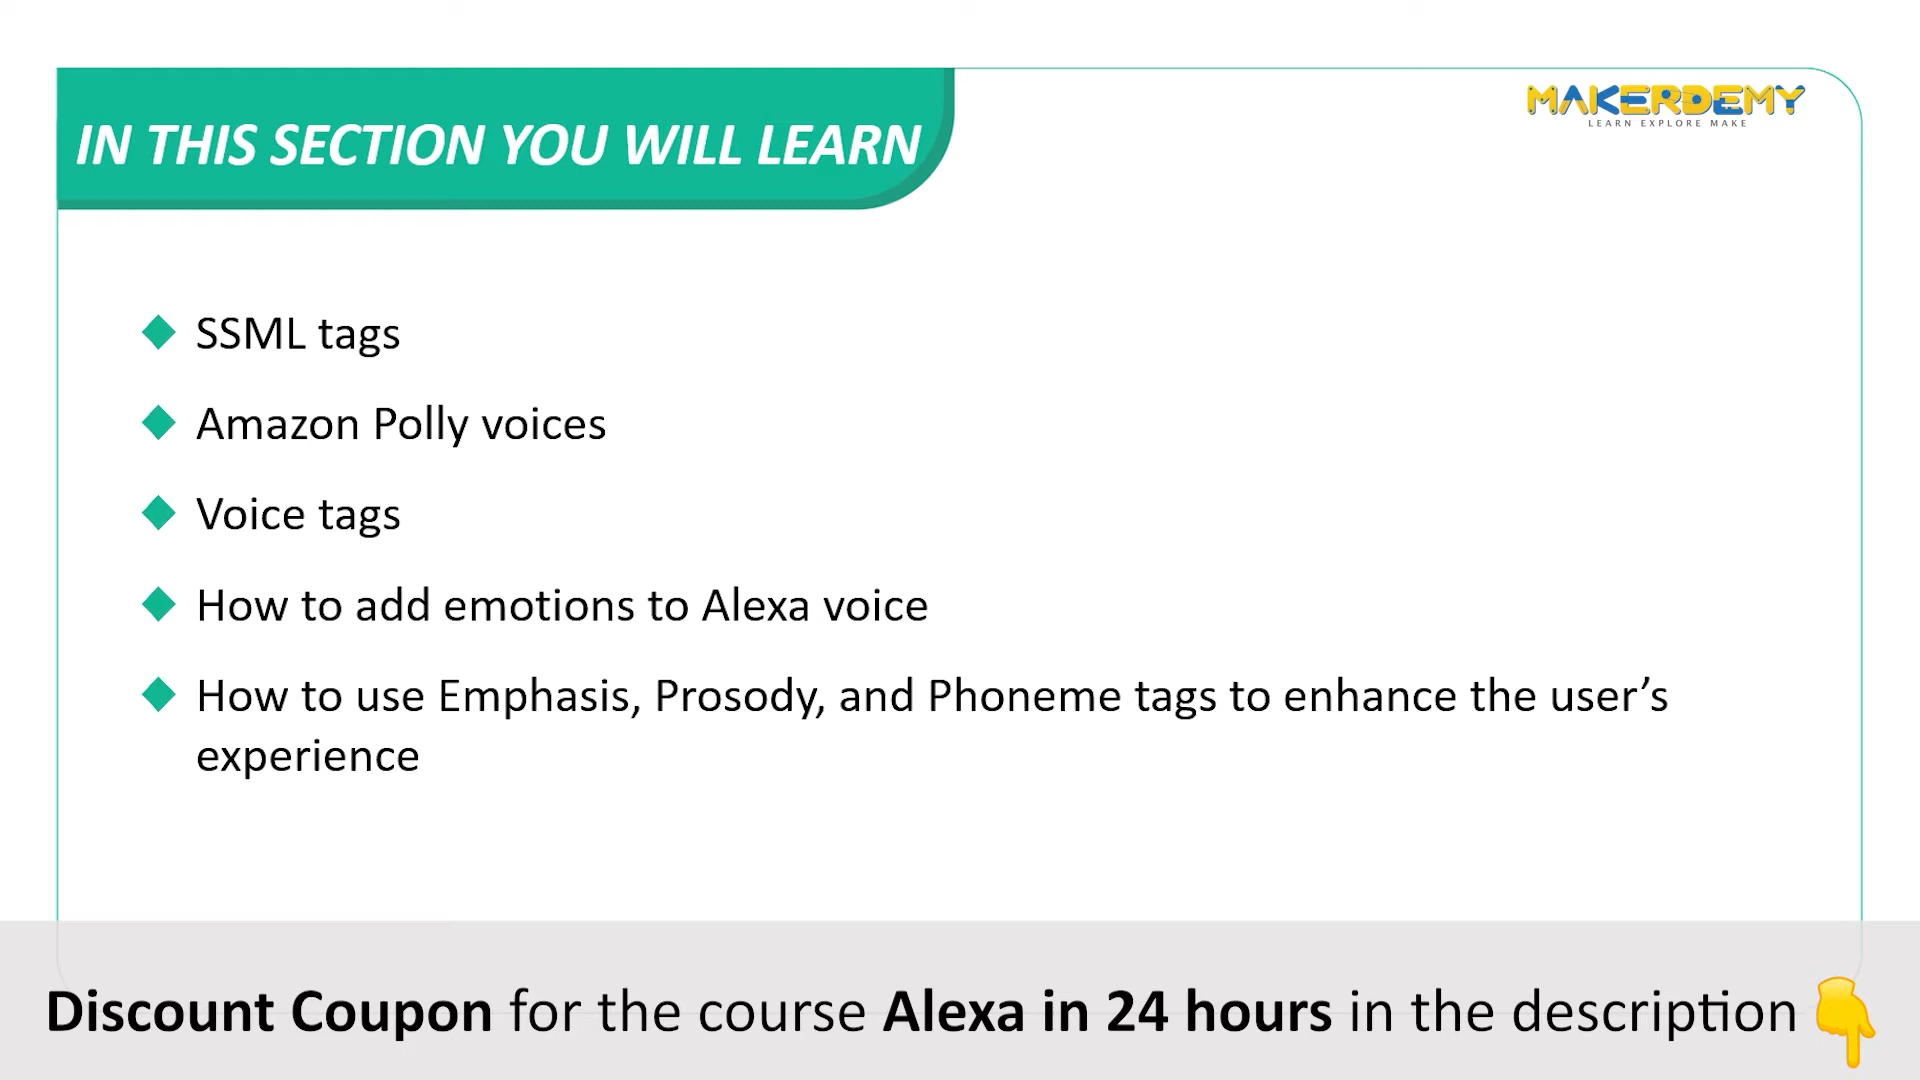 MAKERDEMY
LEARN EXPLORE MAKE
IN THIS SECTION YOU WILL LEARN
SSML tags
Amazon Polly voices
Voice tags
How to add emotions to Alexa voice
How to use Emphasis, Prosody, and Phoneme tags to enhance the user’s
experience
Discount Coupon for the course Alexa in 24 hours in the description